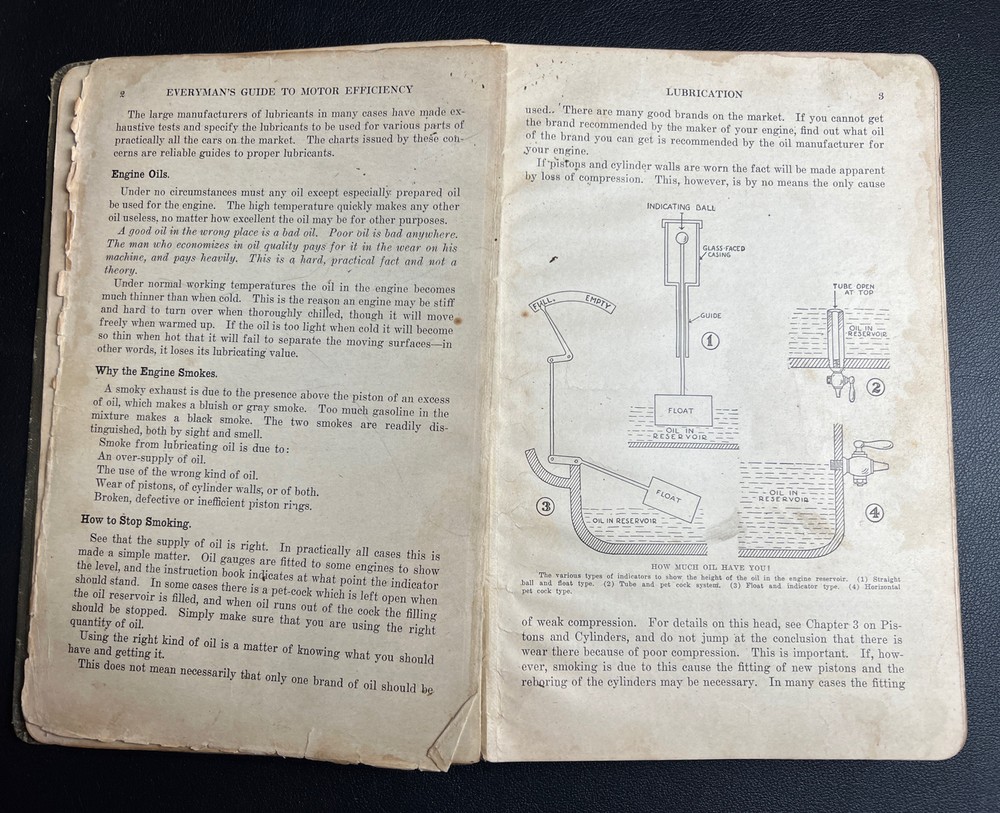 2 EVERYMAN'S GUIDE TO MOTOR EFFICIENCY
The large manufacturers of lubricants in many cases have made ex-
haustive tests and specify the lubricants to be used for various parts of
practically all the cars on the market. The charts issued by these con-
cerns are reliable guides to proper lubricants.
Engine Oils.
Under no circumstances must any oil except especially prepared oil
be used for the engine. The high temperature quickly makes any other
oil useless, no matter how excellent the oil may be for other purposes.
A good oil in the wrong place is a bad oil. Poor oil is bad anywhere.
The man who economizes in oil quality pays for it in the wear on his
machine, and pays heavily. This is a hard, practical fact and not a
theory.
Under normal working temperatures the oil in the engine becomes
much thinner than when cold. This is the reason an engine may be stiff
and hard to turn over when thoroughly chilled, though it will move
freely when warmed up. If the oil is too light when cold it will become
so thin when hot that it will fail to separate the moving surfaces—in
other words, it loses its lubricating value.
Why the Engine Smokes.
A smoky exhaust is due to the presence above the piston of an excess
of oil, which makes a bluish or gray smoke. Too much gasoline in the
mixture makes a black smoke. The two smokes are readily dis-
tinguished, both by sight and smell.
Smoke from lubricating oil is due to:
An over-supply of oil.
The use of the wrong kind of oil.
Wear of pistons, of cylinder walls, or of both.
Broken, defective or inefficient piston rings.
How to Stop Smoking.
See that the supply of oil is right. In practically all cases this is
made a simple matter. Oil gauges are fitted to some engines to show
the level, and the instruction book indicates at what point the indicator
should stand. In some cases there is a pet-cock which is left open when
the oil reservoir is filled, and when oil runs out of the cock the filling
should be stopped. Simply make sure that you are using the right
quantity of oil.
Using the right kind of oil is a matter of knowing what you should
have and getting it.
This does not mean necessarily that only one brand of oil should be
LUBRICATION 3
used. There are many good brands on the market. If you cannot get
the brand recommended by the maker of your engine, find out what oil
of the brand you can get is recommended by the oil manufacturer for
your engine.
If pistons and cylinder walls are worn the fact will be made apparent
by loss of compression. This, however, is by no means the only cause
INDICATING BALL
GLASS-FACED
CASING
GUIDE
1
FLOAT
OIL IN
RESERVOIR
TUBE OPEN
AT TOP
OIL IN
RESERVOIR
2
FULL. EMPTY
FLOAT
3
OIL IN RESERVOIR
OIL IN
RESERVOIR
4
HOW MUCH OIL HAVE YOU?
The various types of indicators to show the height of the oil in the engine reservoir. (1) Straight
ball and float type. (2) Tube and pet cock system. (3) Float and indicator type. (4) Horizontal
pet cock type.
of weak compression. For details on this head, see Chapter 3 on Pis-
tons and Cylinders, and do not jump at the conclusion that there is
wear there because of poor compression. This is important. If, how-
ever, smoking is due to this cause the fitting of new pistons and the
reboring of the cylinders may be necessary. In many cases the fitting